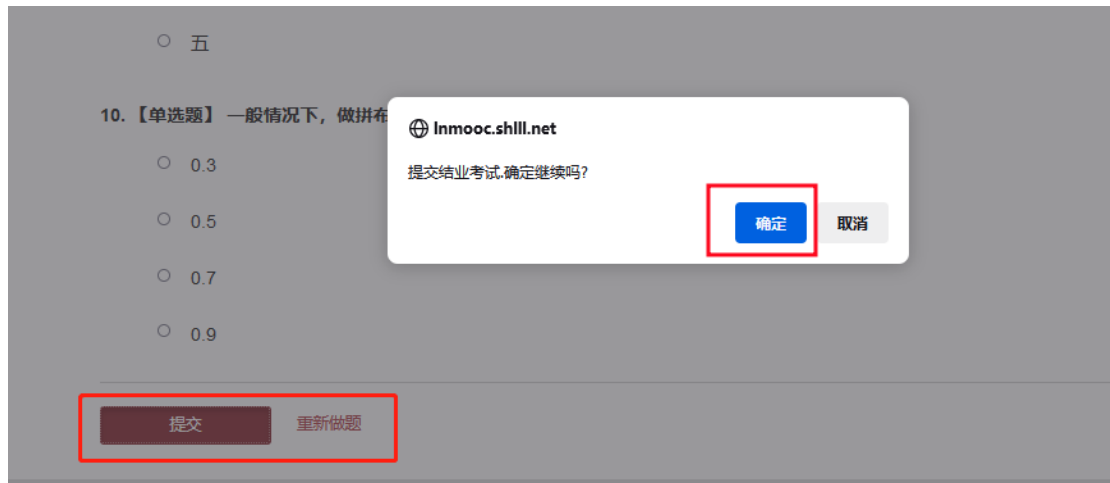 五
10.【单选题】 一般情况下，做拼布
lnmooc.shlll.net
提交结业考试.确定继续吗?
确定 取消
0.3
0.5
0.7
0.9
提交 重新做题